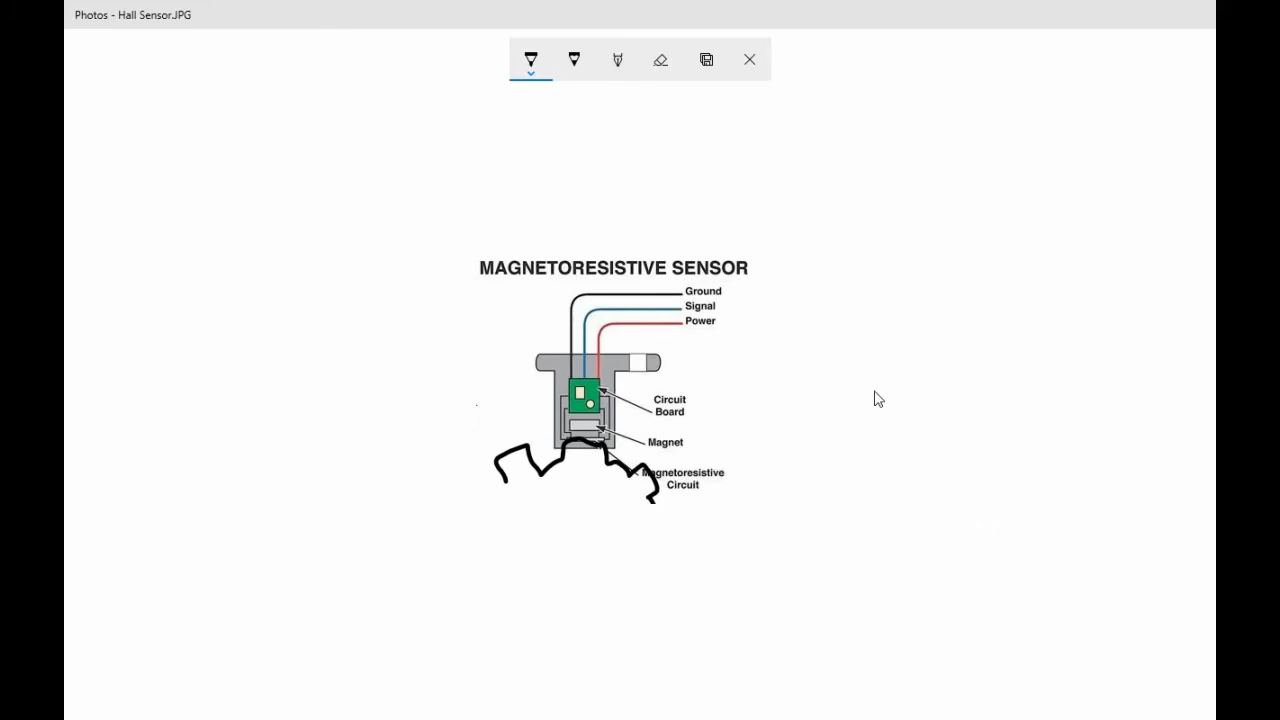 Photos - Hall Sensor.JPG
MAGNETORESISTIVE SENSOR
Ground
Signal
Power
Circuit
Board
Magnet
Magnetoresistive
Circuit